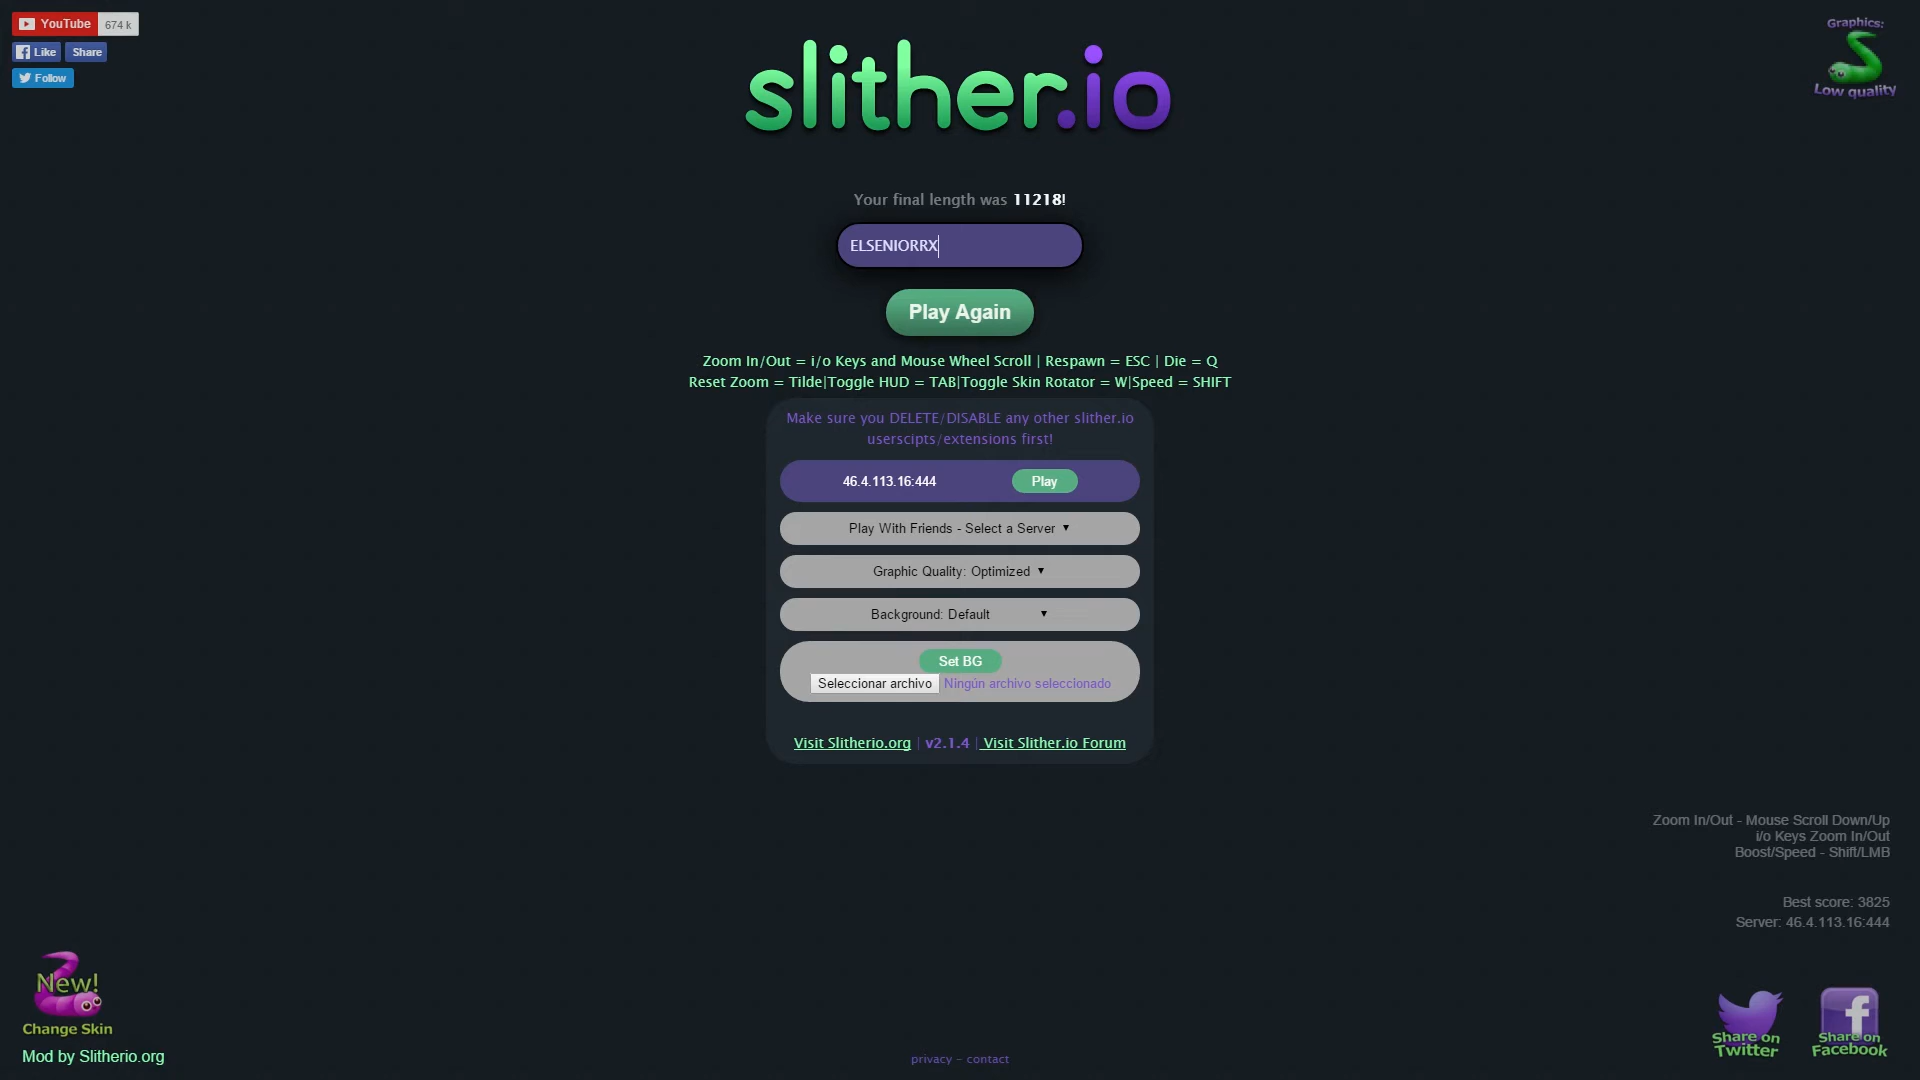 YouTube 674 k
Like Share
Follow
Graphics:
Low quality
slither.io
Your final length was 11218!
ELSENIORRX
Play Again
Zoom In/Out = i/o Keys and Mouse Wheel Scroll | Respawn = ESC | Die = Q
Reset Zoom = Tilde|Toggle HUD = TAB|Toggle Skin Rotator = W|Speed = SHIFT
Make sure you DELETE/DISABLE any other slither.io
userscipts/extensions first!
46.4.113.16:444 Play
Play With Friends - Select a Server
Graphic Quality: Optimized
Background: Default
Set BG
Seleccionar archivo Ningún archivo seleccionado
Visit Slitherio.org | v2.1.4 | Visit Slither.io Forum
Zoom In/Out - Mouse Scroll Down/Up
i/o Keys Zoom In/Out
Boost/Speed - Shift/LMB
Best score: 3825
Server: 46.4.113.16:444
New!
Change Skin
Mod by Slitherio.org
privacy - contact
Share on
Twitter
Share on
Facebook